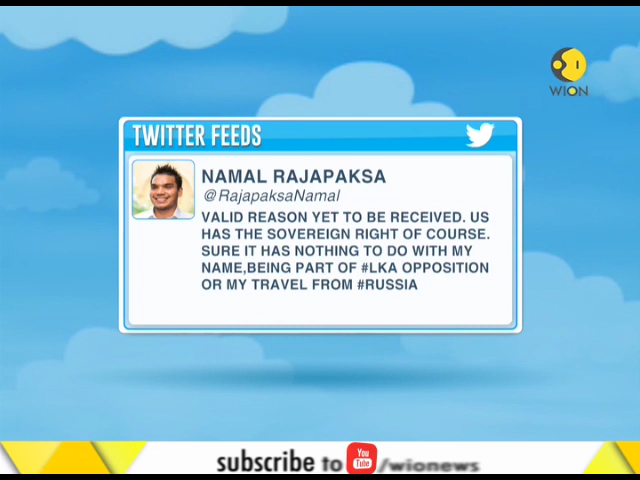 WION
TWITTER FEEDS
NAMAL RAJAPAKSA
@RajapaksaNamal
VALID REASON YET TO BE RECEIVED. US
HAS THE SOVEREIGN RIGHT OF COURSE.
SURE IT HAS NOTHING TO DO WITH MY
NAME,BEING PART OF #LKA OPPOSITION
OR MY TRAVEL FROM #RUSSIA
subscribe to You Tube /wionews